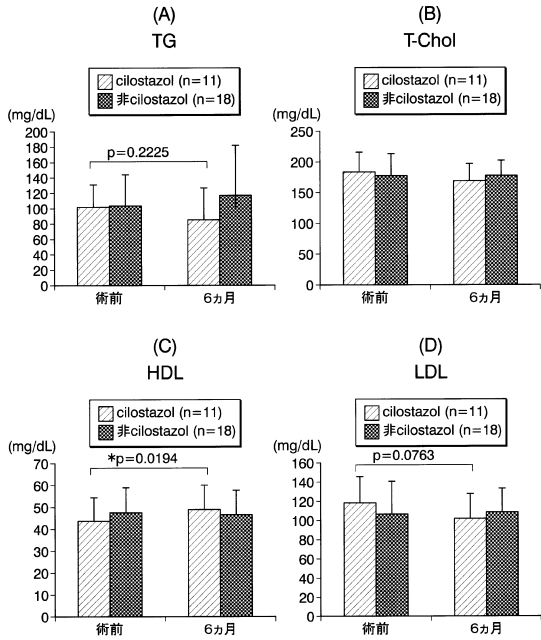 (A)
TG
cilostazol (n=11)
非cilostazol (n=18)
(mg/dL)
200
180
160
140
120
100
80
60
40
20
0
p=0.2225
術前
6ヵ月
(B)
T-Chol
cilostazol (n=11)
非cilostazol (n=18)
(mg/dL)
250
200
150
100
50
0
術前
6ヵ月
(C)
HDL
cilostazol (n=11)
非cilostazol (n=18)
(mg/dL)
70
60
50
40
30
20
10
0
*p=0.0194
術前
6ヵ月
(D)
LDL
cilostazol (n=11)
非cilostazol (n=18)
(mg/dL)
160
140
120
100
80
60
40
20
0
p=0.0763
術前
6ヵ月